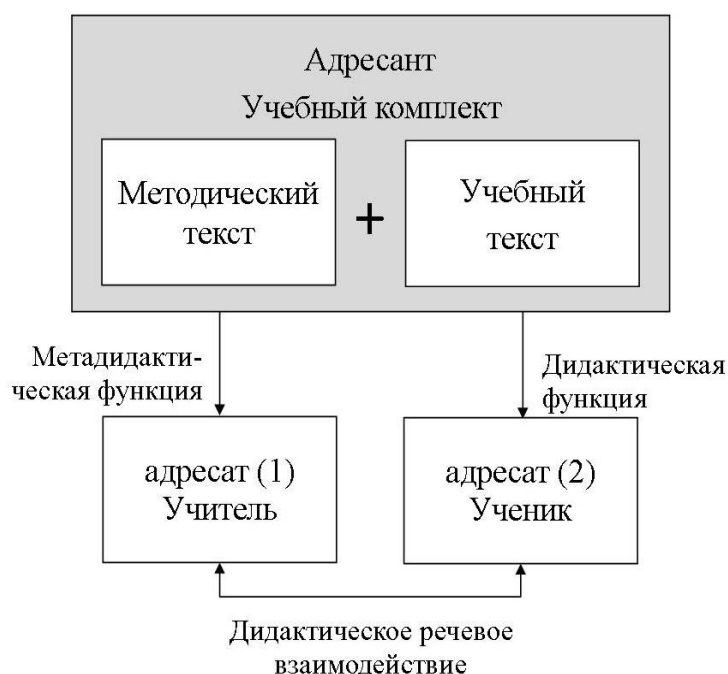 Адресант
Учебный комплект
Методический
текст
+
Учебный
текст
Метадидакти-
ческая функция
Дидактическая
функция
адресат (1)
Учитель
адресат (2)
Ученик
Дидактическое речевое
взаимодействие